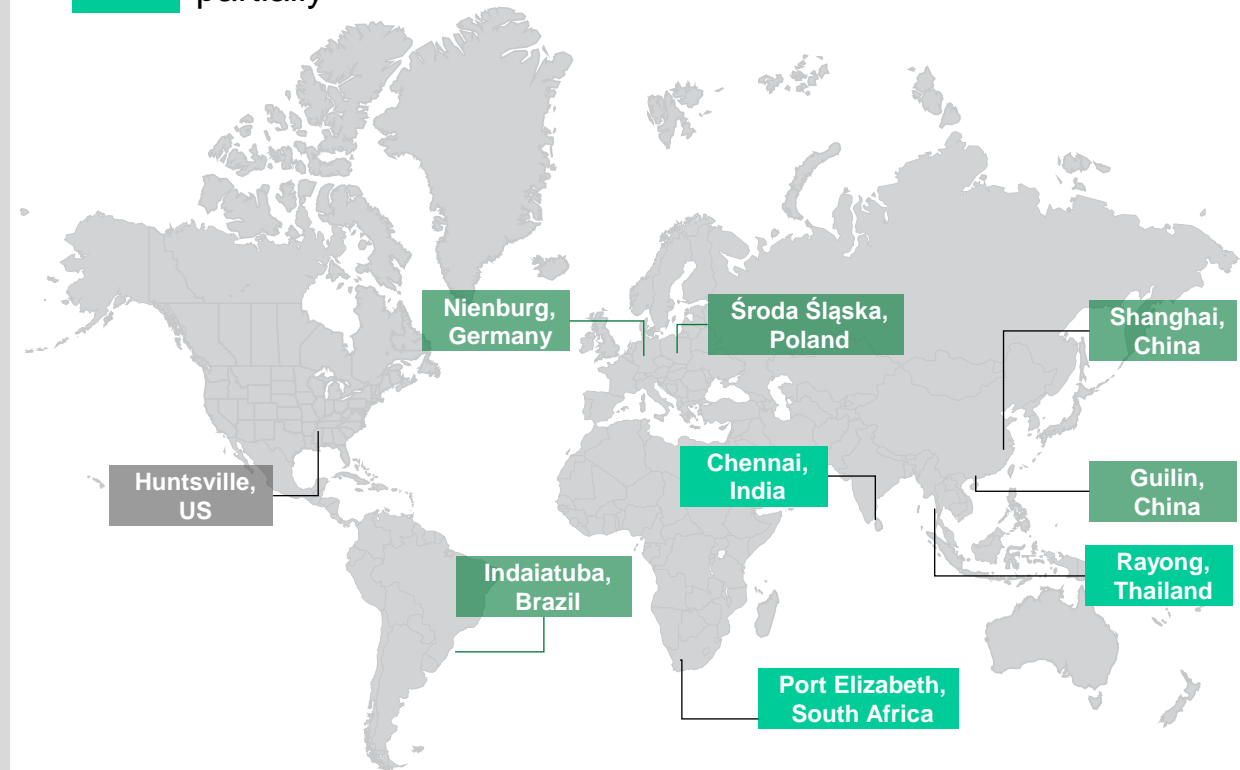 partially
Nienburg,
Germany
Środa Śląska,
Poland
Shanghai,
China
Chennai,
India
Huntsville,
US
Guilin,
China
Rayong,
Thailand
Indaiatuba,
Brazil
Port Elizabeth,
South Africa